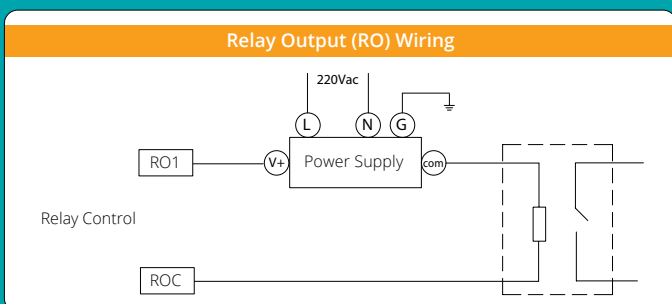 Relay Output (RO) Wiring
220Vac
L
N
G
RO1
V+
Power Supply
com
Relay Control
ROC